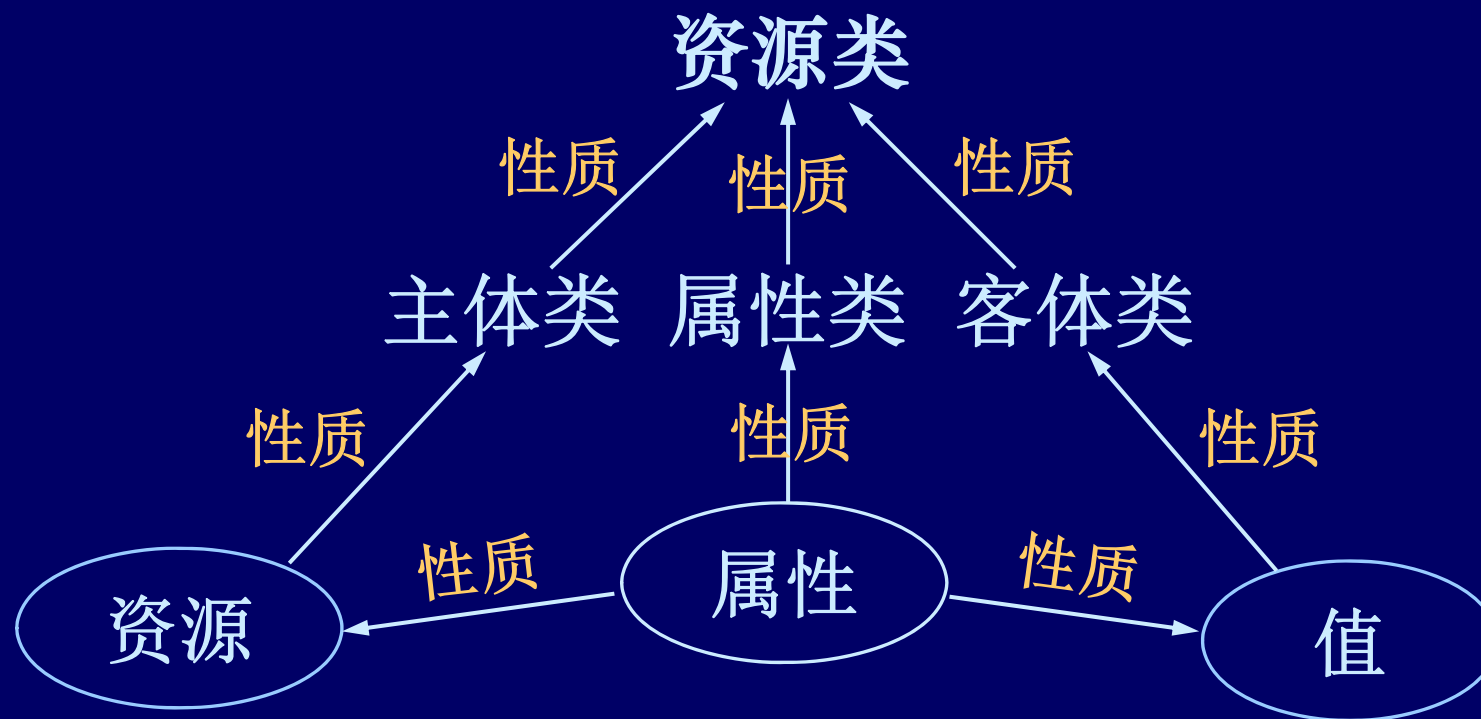 资源类
性质 性质 性质
主体类 属性类 客体类
性质 性质 性质
性质 性质
资源 属性 值